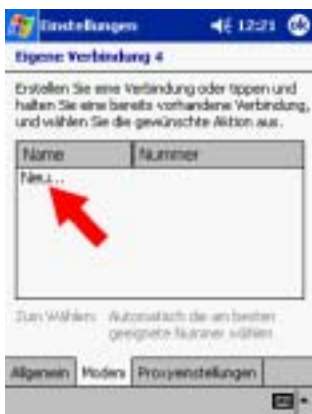 Einstellungen 12:21 ok
Eigene Verbindung 4
Erstellen Sie eine Verbindung oder tippen und
halten Sie eine bereits vorhandene Verbindung,
und wählen Sie die gewünschte Aktion aus.
Name Nummer
Neu...
Zum Wählen: Automatisch die am besten
geeignete Nummer wählen
Allgemein Modem Proxyeinstellungen